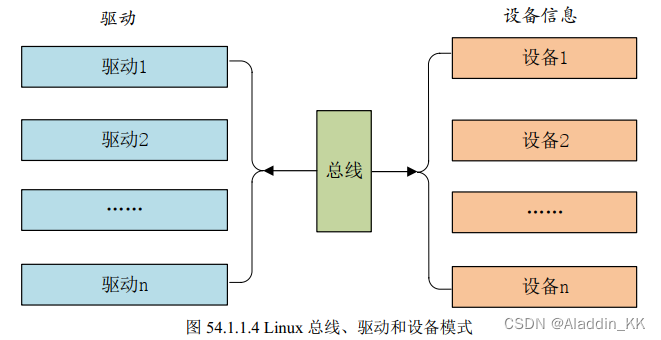 驱动
设备信息
驱动1
设备1
驱动2
总线
设备2
……
……
驱动n
设备n
图 54.1.1.4 Linux 总线、驱动和设备模式
CSDN @Aladdin_KK